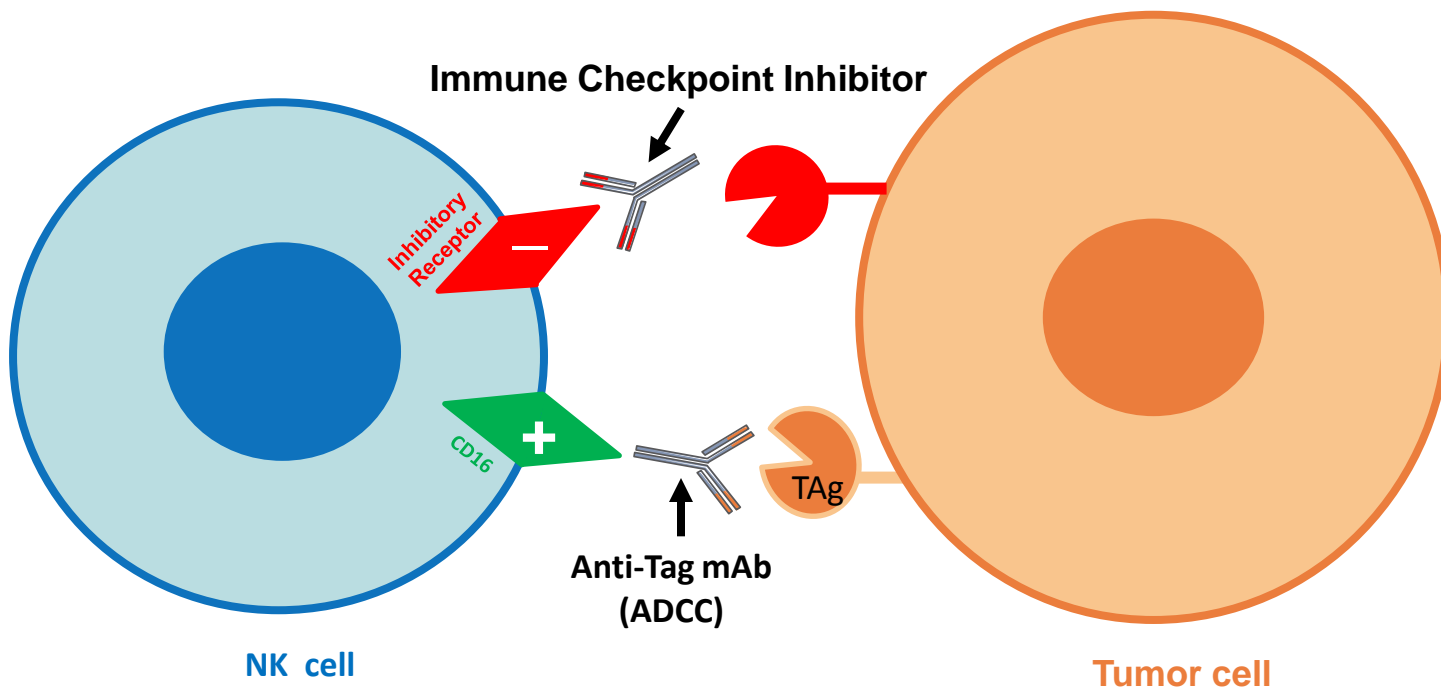 Immune Checkpoint Inhibitor
Inhibitory
Receptor
−
+
CD16
TAg
Anti-Tag mAb
(ADCC)
NK cell
Tumor cell